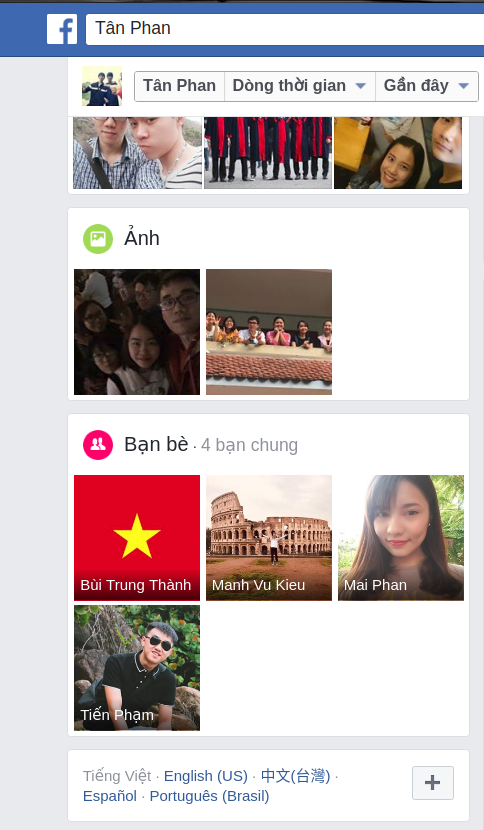 Tân Phan
Tân Phan Dòng thời gian Gần đây
Ảnh
Bạn bè · 4 bạn chung
Bùi Trung Thành Manh Vu Kieu Mai Phan
Tiến Phạm
Tiếng Việt · English (US) · 中文(台灣) ·
Español · Português (Brasil)